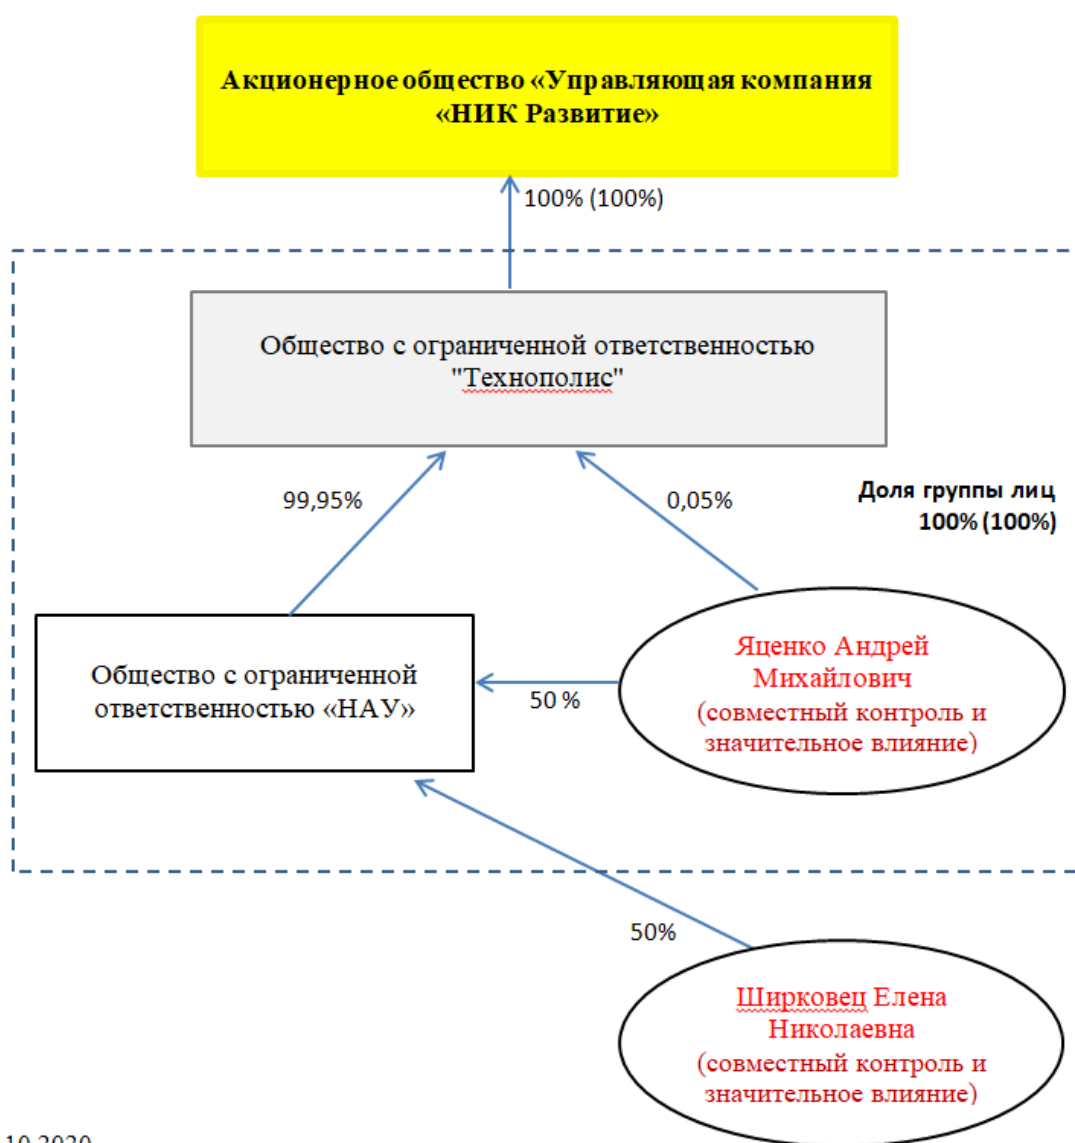 Акционерное общество «Управляющая компания
«НИК Развитие»
100% (100%)
Общество с ограниченной ответственностью
"Технополис"
99,95%
0,05%
Доля группы лиц
100% (100%)
Общество с ограниченной
ответственностью «НАУ»
50 %
Яценко Андрей
Михайлович
(совместный контроль и
значительное влияние)
50%
Ширковец Елена
Николаевна
(совместный контроль и
значительное влияние)
10.2020